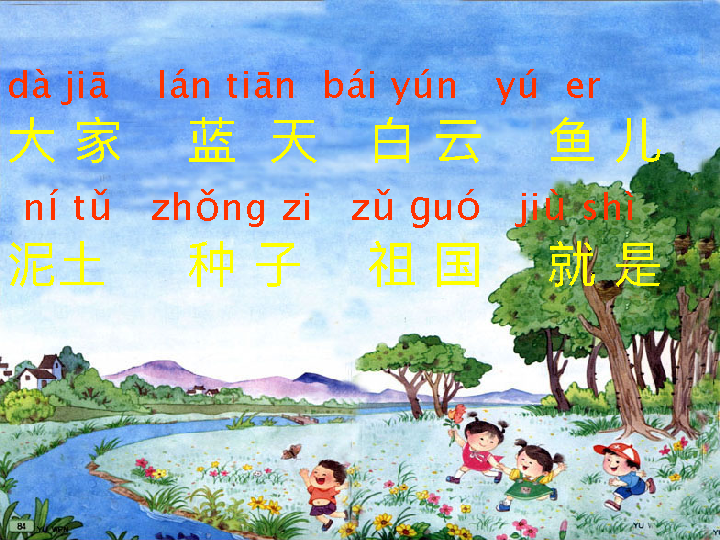 dà jiā lán tiān bái yún yú er
大家 蓝天 白云 鱼儿
ní tǔ zhǒng zi zǔ guó jiù shì
泥土 种子 祖国 就是
84